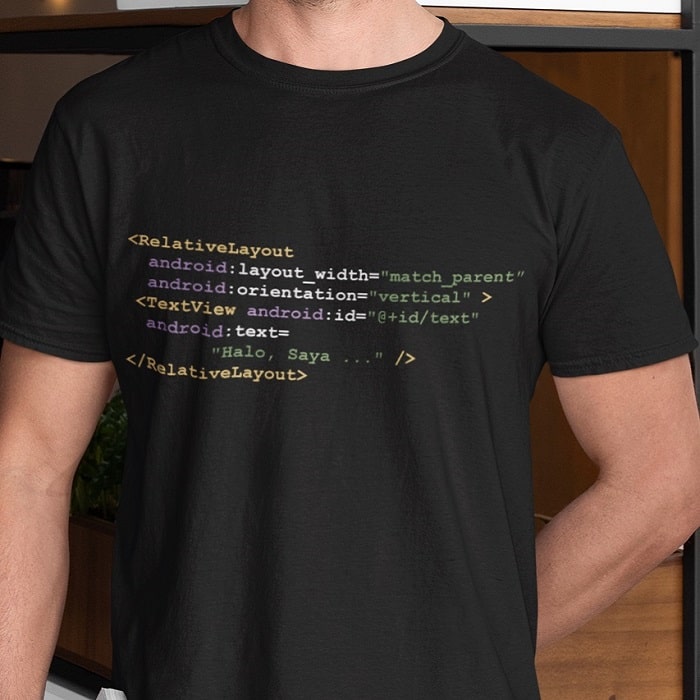 <RelativeLayout
android:layout_width="match_parent"
android:orientation="vertical" >
<TextView android:id="@+id/text"
android:text=
"Halo, Saya ..." />
</RelativeLayout>